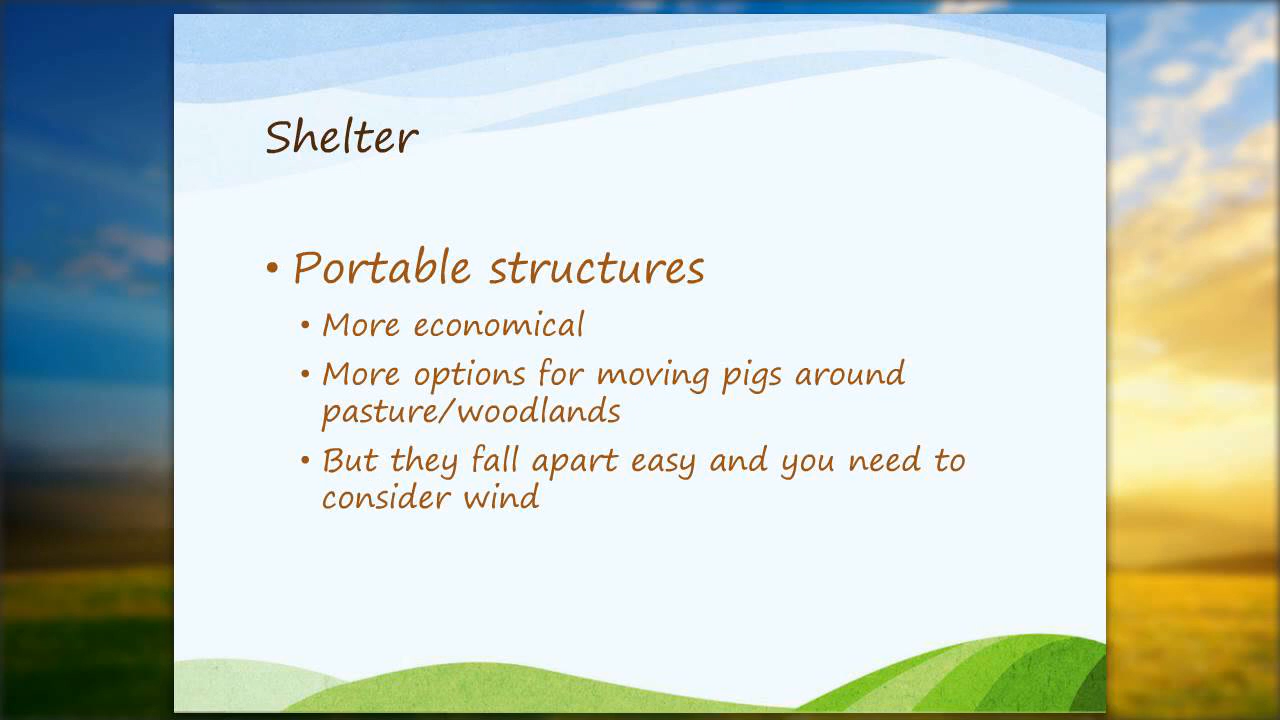 Shelter
• Portable structures
• More economical
• More options for moving pigs around
pasture/woodlands
• But they fall apart easy and you need to
consider wind